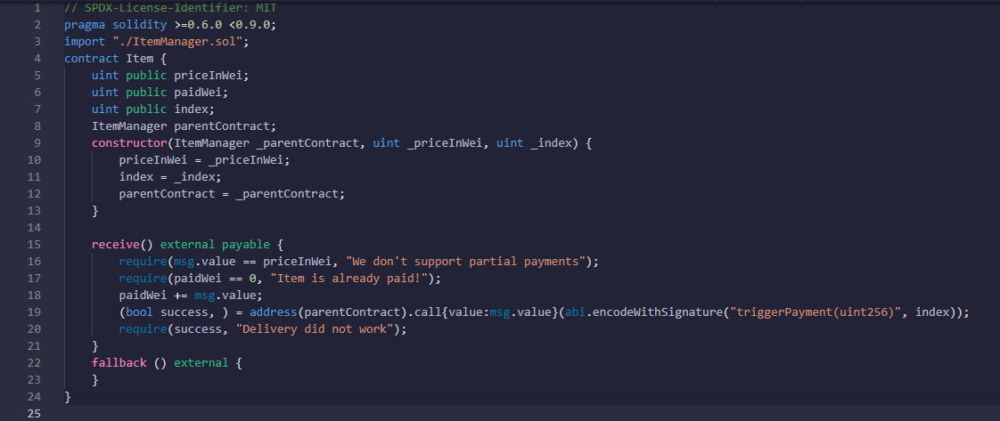 1 // SPDX-License-Identifier: MIT
2 pragma solidity >=0.6.0 <0.9.0;
3 import "./ItemManager.sol";
4 contract Item {
5     uint public priceInWei;
6     uint public paidWei;
7     uint public index;
8     ItemManager parentContract;
9     constructor(ItemManager _parentContract, uint _priceInWei, uint _index) {
10         priceInWei = _priceInWei;
11         index = _index;
12         parentContract = _parentContract;
13     }
14
15     receive() external payable {
16         require(msg.value == priceInWei, "We don't support partial payments");
17         require(paidWei == 0, "Item is already paid!");
18         paidWei += msg.value;
19         (bool success, ) = address(parentContract).call{value:msg.value}(abi.encodeWithSignature("triggerPayment(uint256)", index));
20         require(success, "Delivery did not work");
21     }
22     fallback () external {
23     }
24 }
25